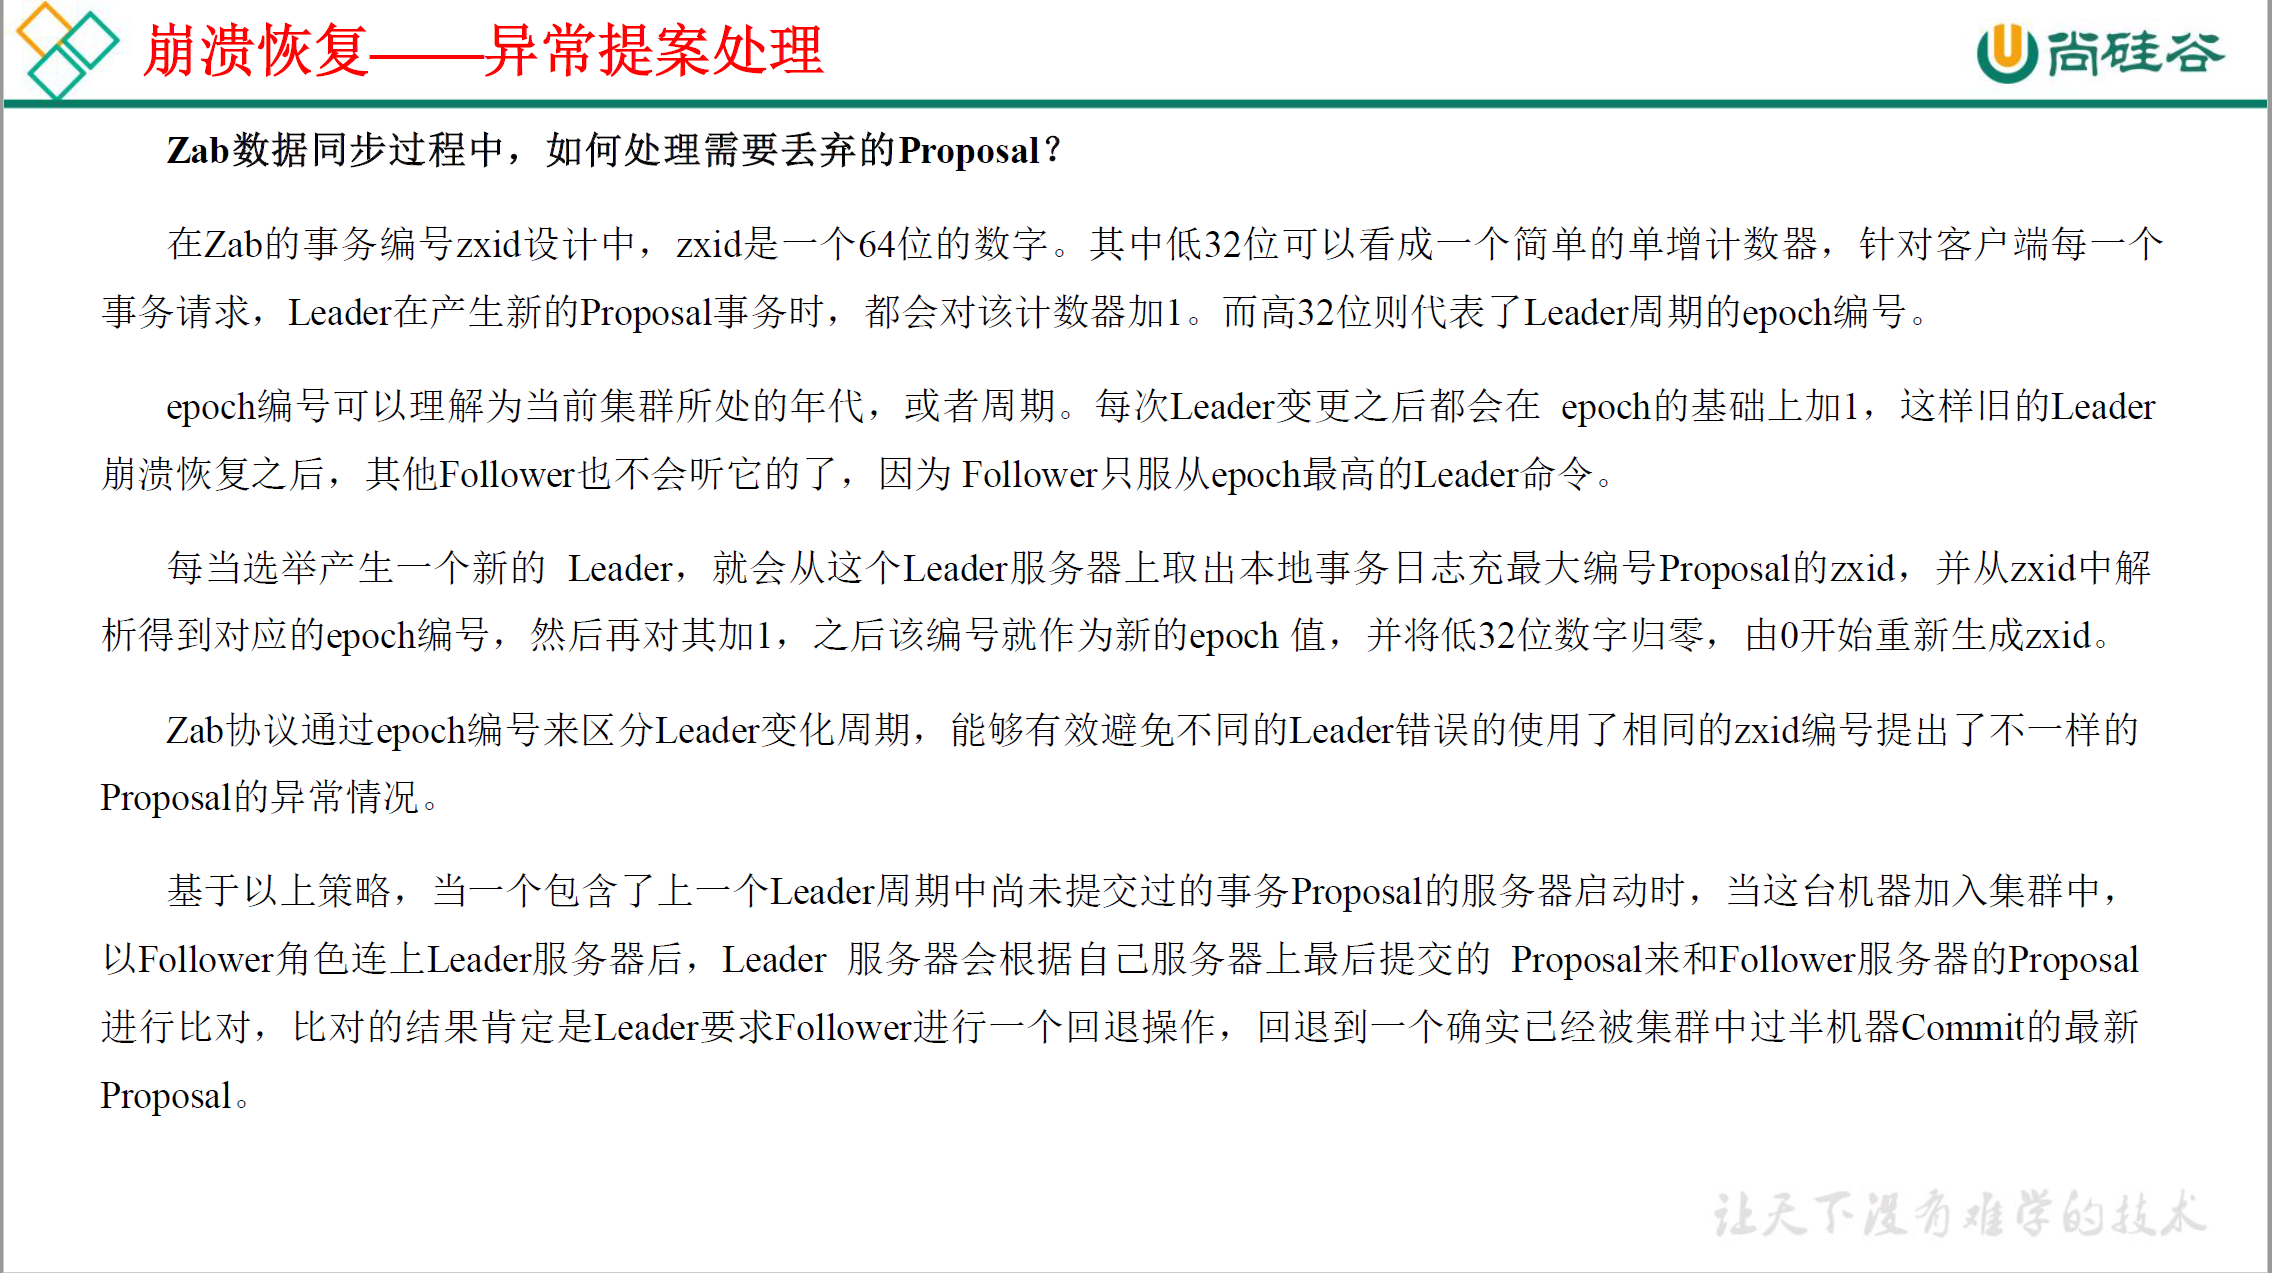 崩溃恢复——异常提案处理
尚硅谷
Zab数据同步过程中，如何处理需要丢弃的Proposal？
在Zab的事务编号zxid设计中，zxid是一个64位的数字。其中低32位可以看成一个简单的单增计数器，针对客户端每一个
事务请求，Leader在产生新的Proposal事务时，都会对该计数器加1。而高32位则代表了Leader周期的epoch编号。
epoch编号可以理解为当前集群所处的年代，或者周期。每次Leader变更之后都会在 epoch的基础上加1，这样旧的Leader
崩溃恢复之后，其他Follower也不会听它的了，因为 Follower只服从epoch最高的Leader命令。
每当选举产生一个新的 Leader，就会从这个Leader服务器上取出本地事务日志充最大编号Proposal的zxid，并从zxid中解
析得到对应的epoch编号，然后再对其加1，之后该编号就作为新的epoch 值，并将低32位数字归零，由0开始重新生成zxid。
Zab协议通过epoch编号来区分Leader变化周期，能够有效避免不同的Leader错误的使用了相同的zxid编号提出了不一样的
Proposal的异常情况。
基于以上策略，当一个包含了上一个Leader周期中尚未提交过的事务Proposal的服务器启动时，当这台机器加入集群中，
以Follower角色连上Leader服务器后，Leader 服务器会根据自己服务器上最后提交的 Proposal来和Follower服务器的Proposal
进行比对，比对的结果肯定是Leader要求Follower进行一个回退操作，回退到一个确实已经被集群中过半机器Commit的最新
Proposal。
让天下没有难学的技术